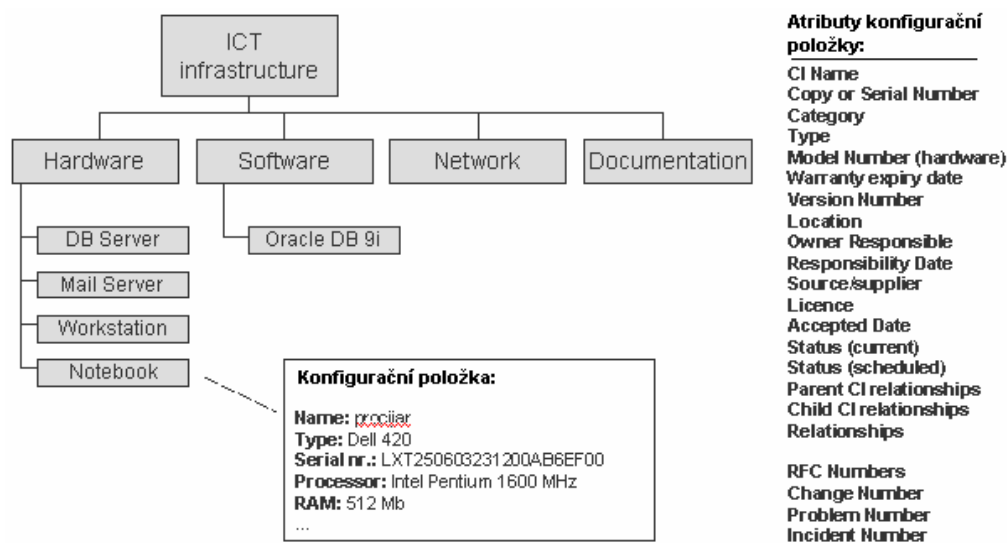 ICT
infrastructure
Hardware
Software
Network
Documentation
DB Server
Mail Server
Workstation
Notebook
Oracle DB 9i
Konfigurační položka:
Name: procijar
Type: Dell 420
Serial nr.: LXT250603231200AB6EF00
Processor: Intel Pentium 1600 MHz
RAM: 512 Mb
...
Atributy konfigurační
položky:
CI Name
Copy or Serial Number
Category
Type
Model Number (hardware)
Warranty expiry date
Version Number
Location
Owner Responsible
Responsibility Date
Source/supplier
Licence
Accepted Date
Status (current)
Status (scheduled)
Parent CI relationships
Child CI relationships
Relationships
RFC Numbers
Change Number
Problem Number
Incident Number